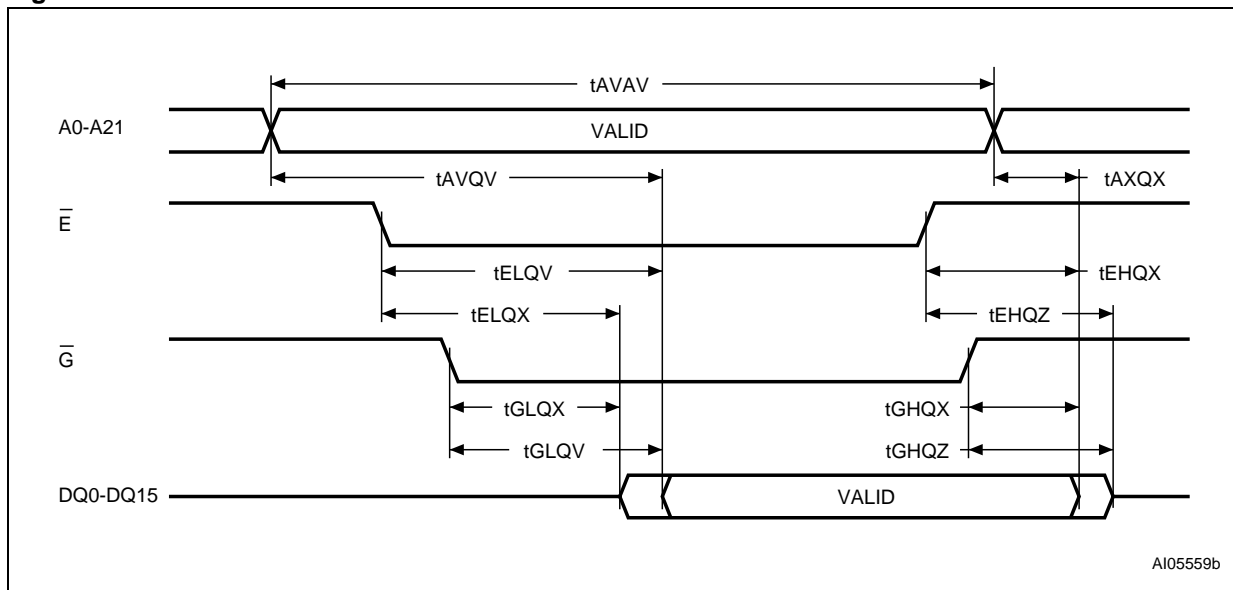 tAVAV
A0-A21
VALID
tAVQV
tAXQX
E̅
tELQV
tEHQX
tELQX
tEHQZ
G̅
tGLQX
tGHQX
tGLQV
tGHQZ
DQ0-DQ15
VALID
AI05559b